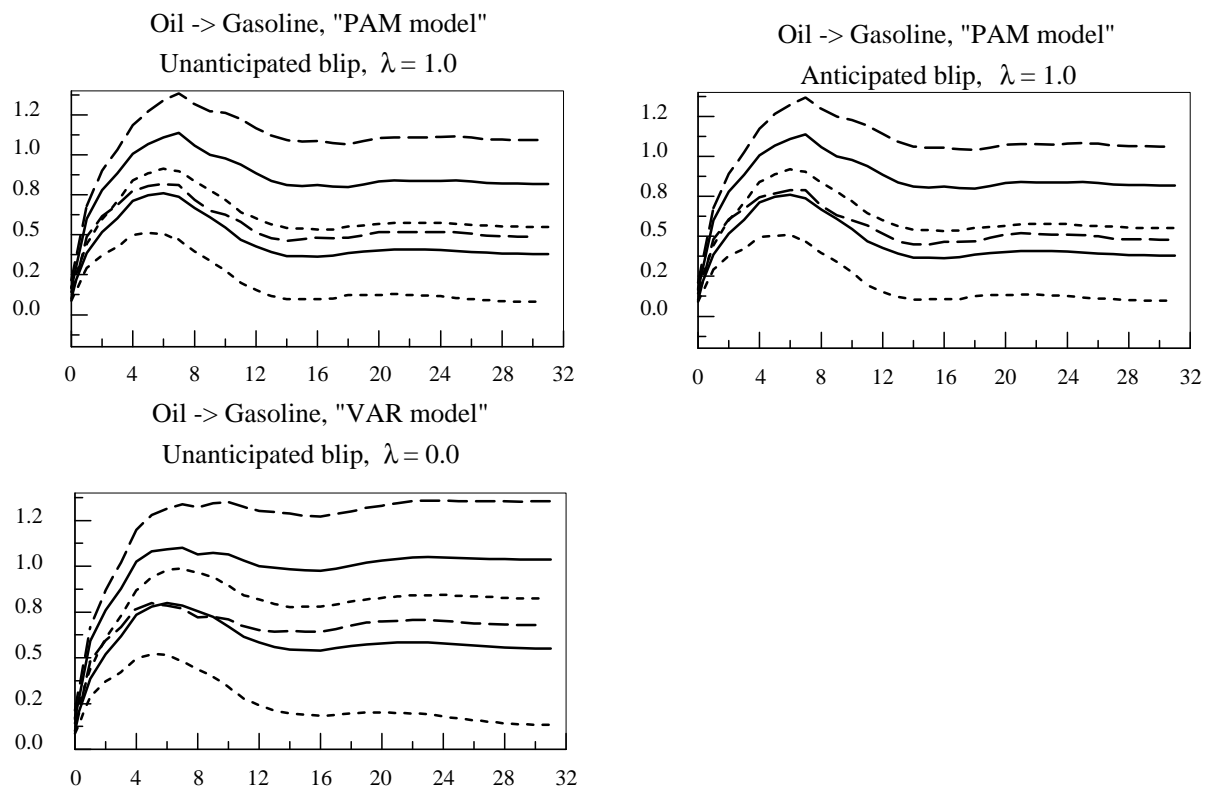 Oil -> Gasoline, "PAM model"
Unanticipated blip, λ = 1.0
1.2
1.0
0.8
0.5
0.2
0.0
0 4 8 12 16 20 24 28 32
Oil -> Gasoline, "PAM model"
Anticipated blip, λ = 1.0
1.2
1.0
0.8
0.5
0.2
0.0
0 4 8 12 16 20 24 28 32
Oil -> Gasoline, "VAR model"
Unanticipated blip, λ = 0.0
1.2
1.0
0.8
0.5
0.2
0.0
0 4 8 12 16 20 24 28 32